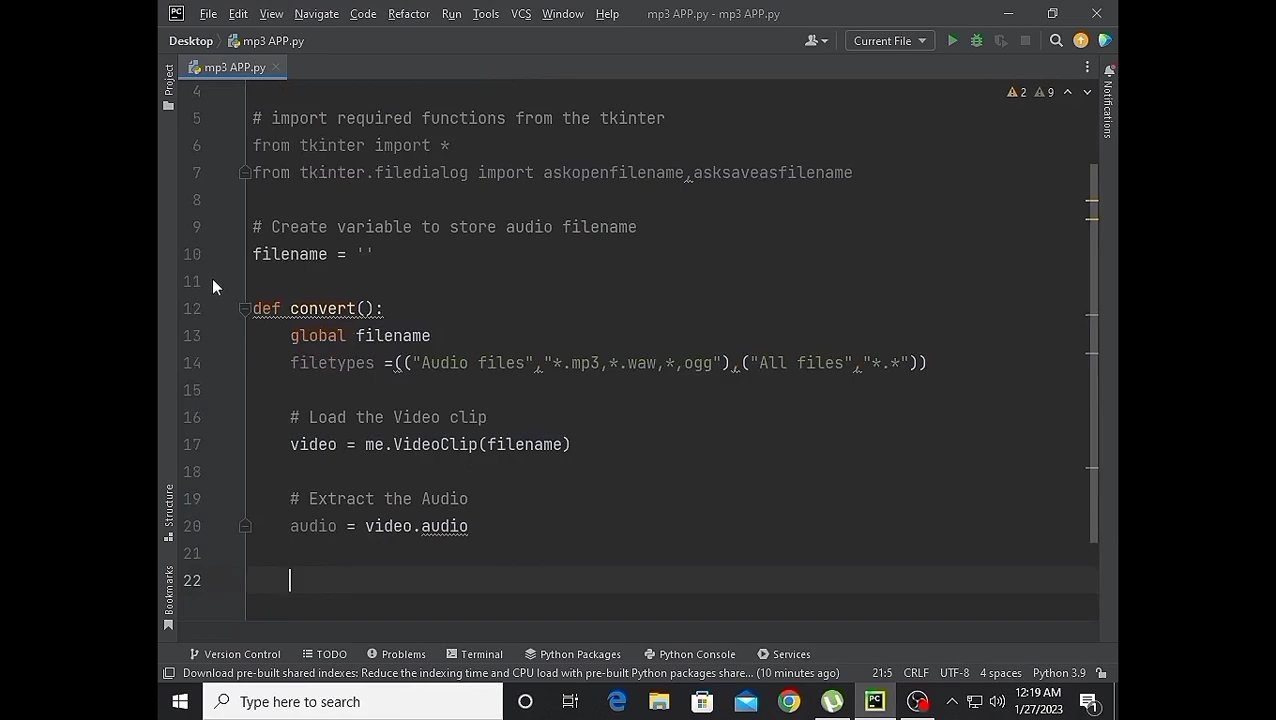 File Edit View Navigate Code Refactor Run Tools VCS Window Help mp3 APP.py - mp3 APP.py
Desktop mp3 APP.py Current File
Project
mp3 APP.py
Notifications
2 9
4
5 # import required functions from the tkinter
6 from tkinter import *
7 from tkinter.filedialog import askopenfilename,asksaveasfilename
8
9 # Create variable to store audio filename
10 filename = ''
11
12 def convert():
13 global filename
14 filetypes =(("Audio files","*.mp3,*.waw,*,ogg"),("All files","*.*"))
15
16 # Load the Video clip
17 video = me.VideoClip(filename)
18
19 # Extract the Audio
20 audio = video.audio
21
22
Structure
Bookmarks
Version Control TODO Problems Terminal Python Packages Python Console Services
Download pre-built shared indexes: Reduce the indexing time and CPU load with pre-built Python packages share... (10 minutes ago) 21:5 CRLF UTF-8 4 spaces Python 3.9
Type here to search
12:19 AM
1/27/2023
1